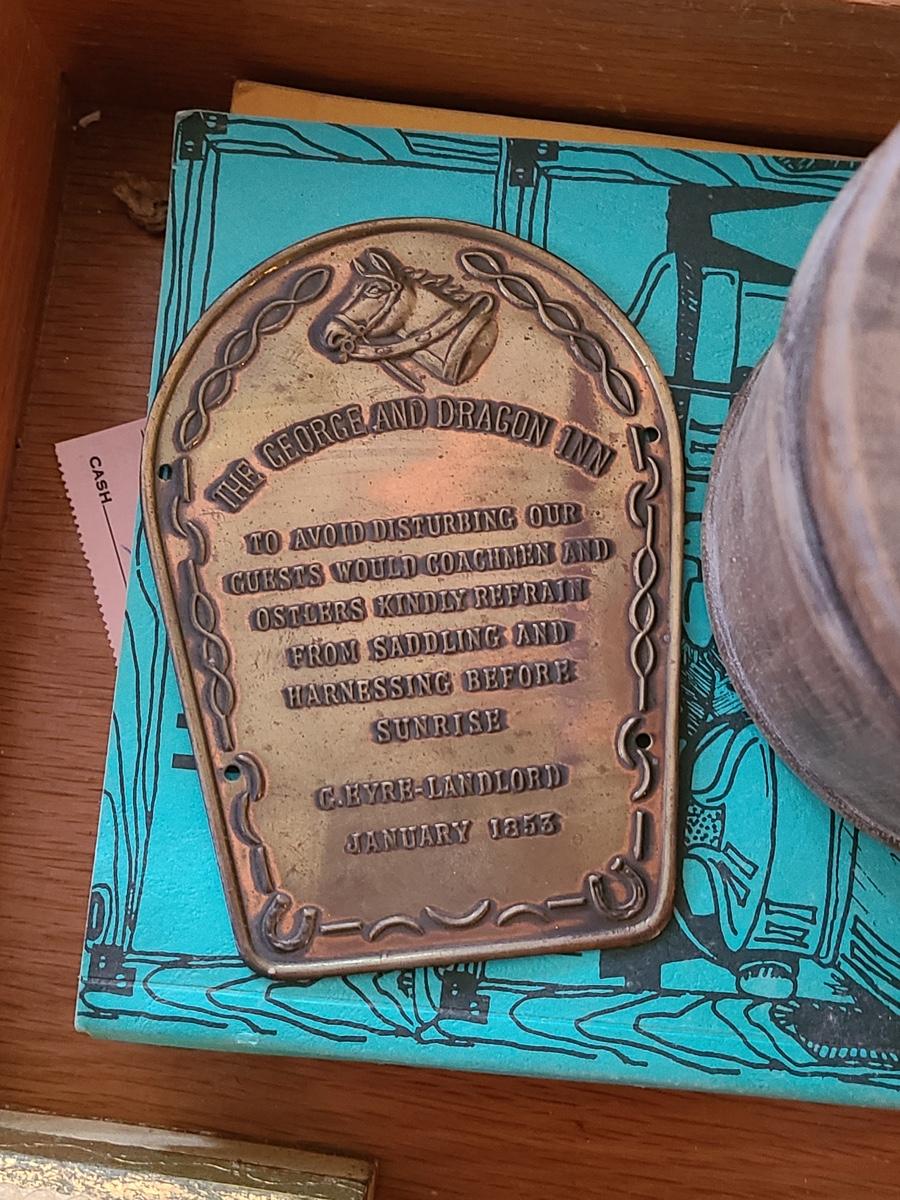 THE GEORGE AND DRAGON INN
TO AVOID DISTURBING OUR
GUESTS WOULD COACHMEN AND
OSTLERS KINDLY REFRAIN
FROM SADDLING AND
HARNESSING BEFORE
SUNRISE
C.EYRE-LANDLORD
JANUARY 1853
CASH